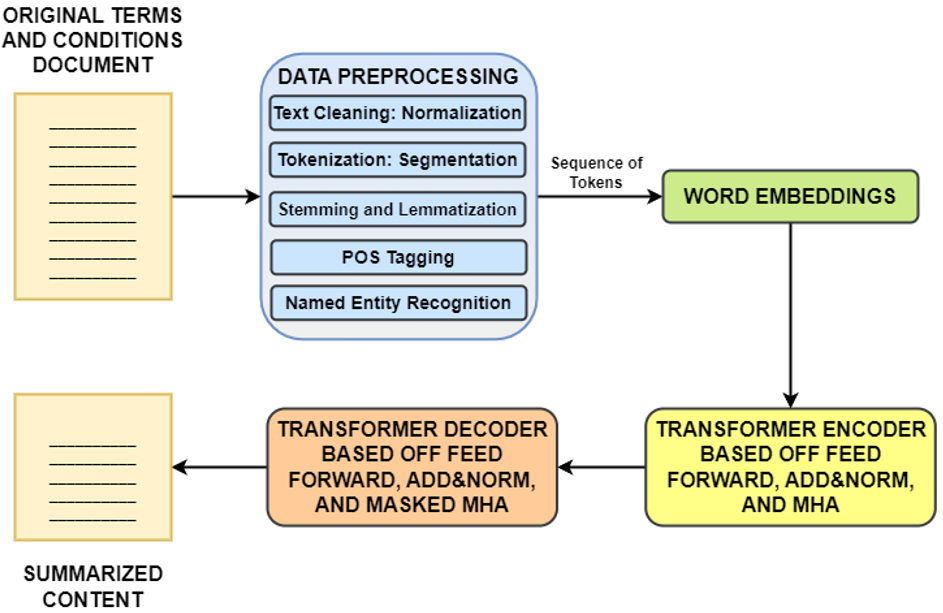 ORIGINAL TERMS
AND CONDITIONS
DOCUMENT
DATA PREPROCESSING
Text Cleaning: Normalization
Tokenization: Segmentation
Stemming and Lemmatization
POS Tagging
Named Entity Recognition
Sequence of
Tokens
WORD EMBEDDINGS
TRANSFORMER ENCODER
BASED OFF FEED
FORWARD, ADD&NORM,
AND MHA
TRANSFORMER DECODER
BASED OFF FEED
FORWARD, ADD&NORM,
AND MASKED MHA
SUMMARIZED
CONTENT